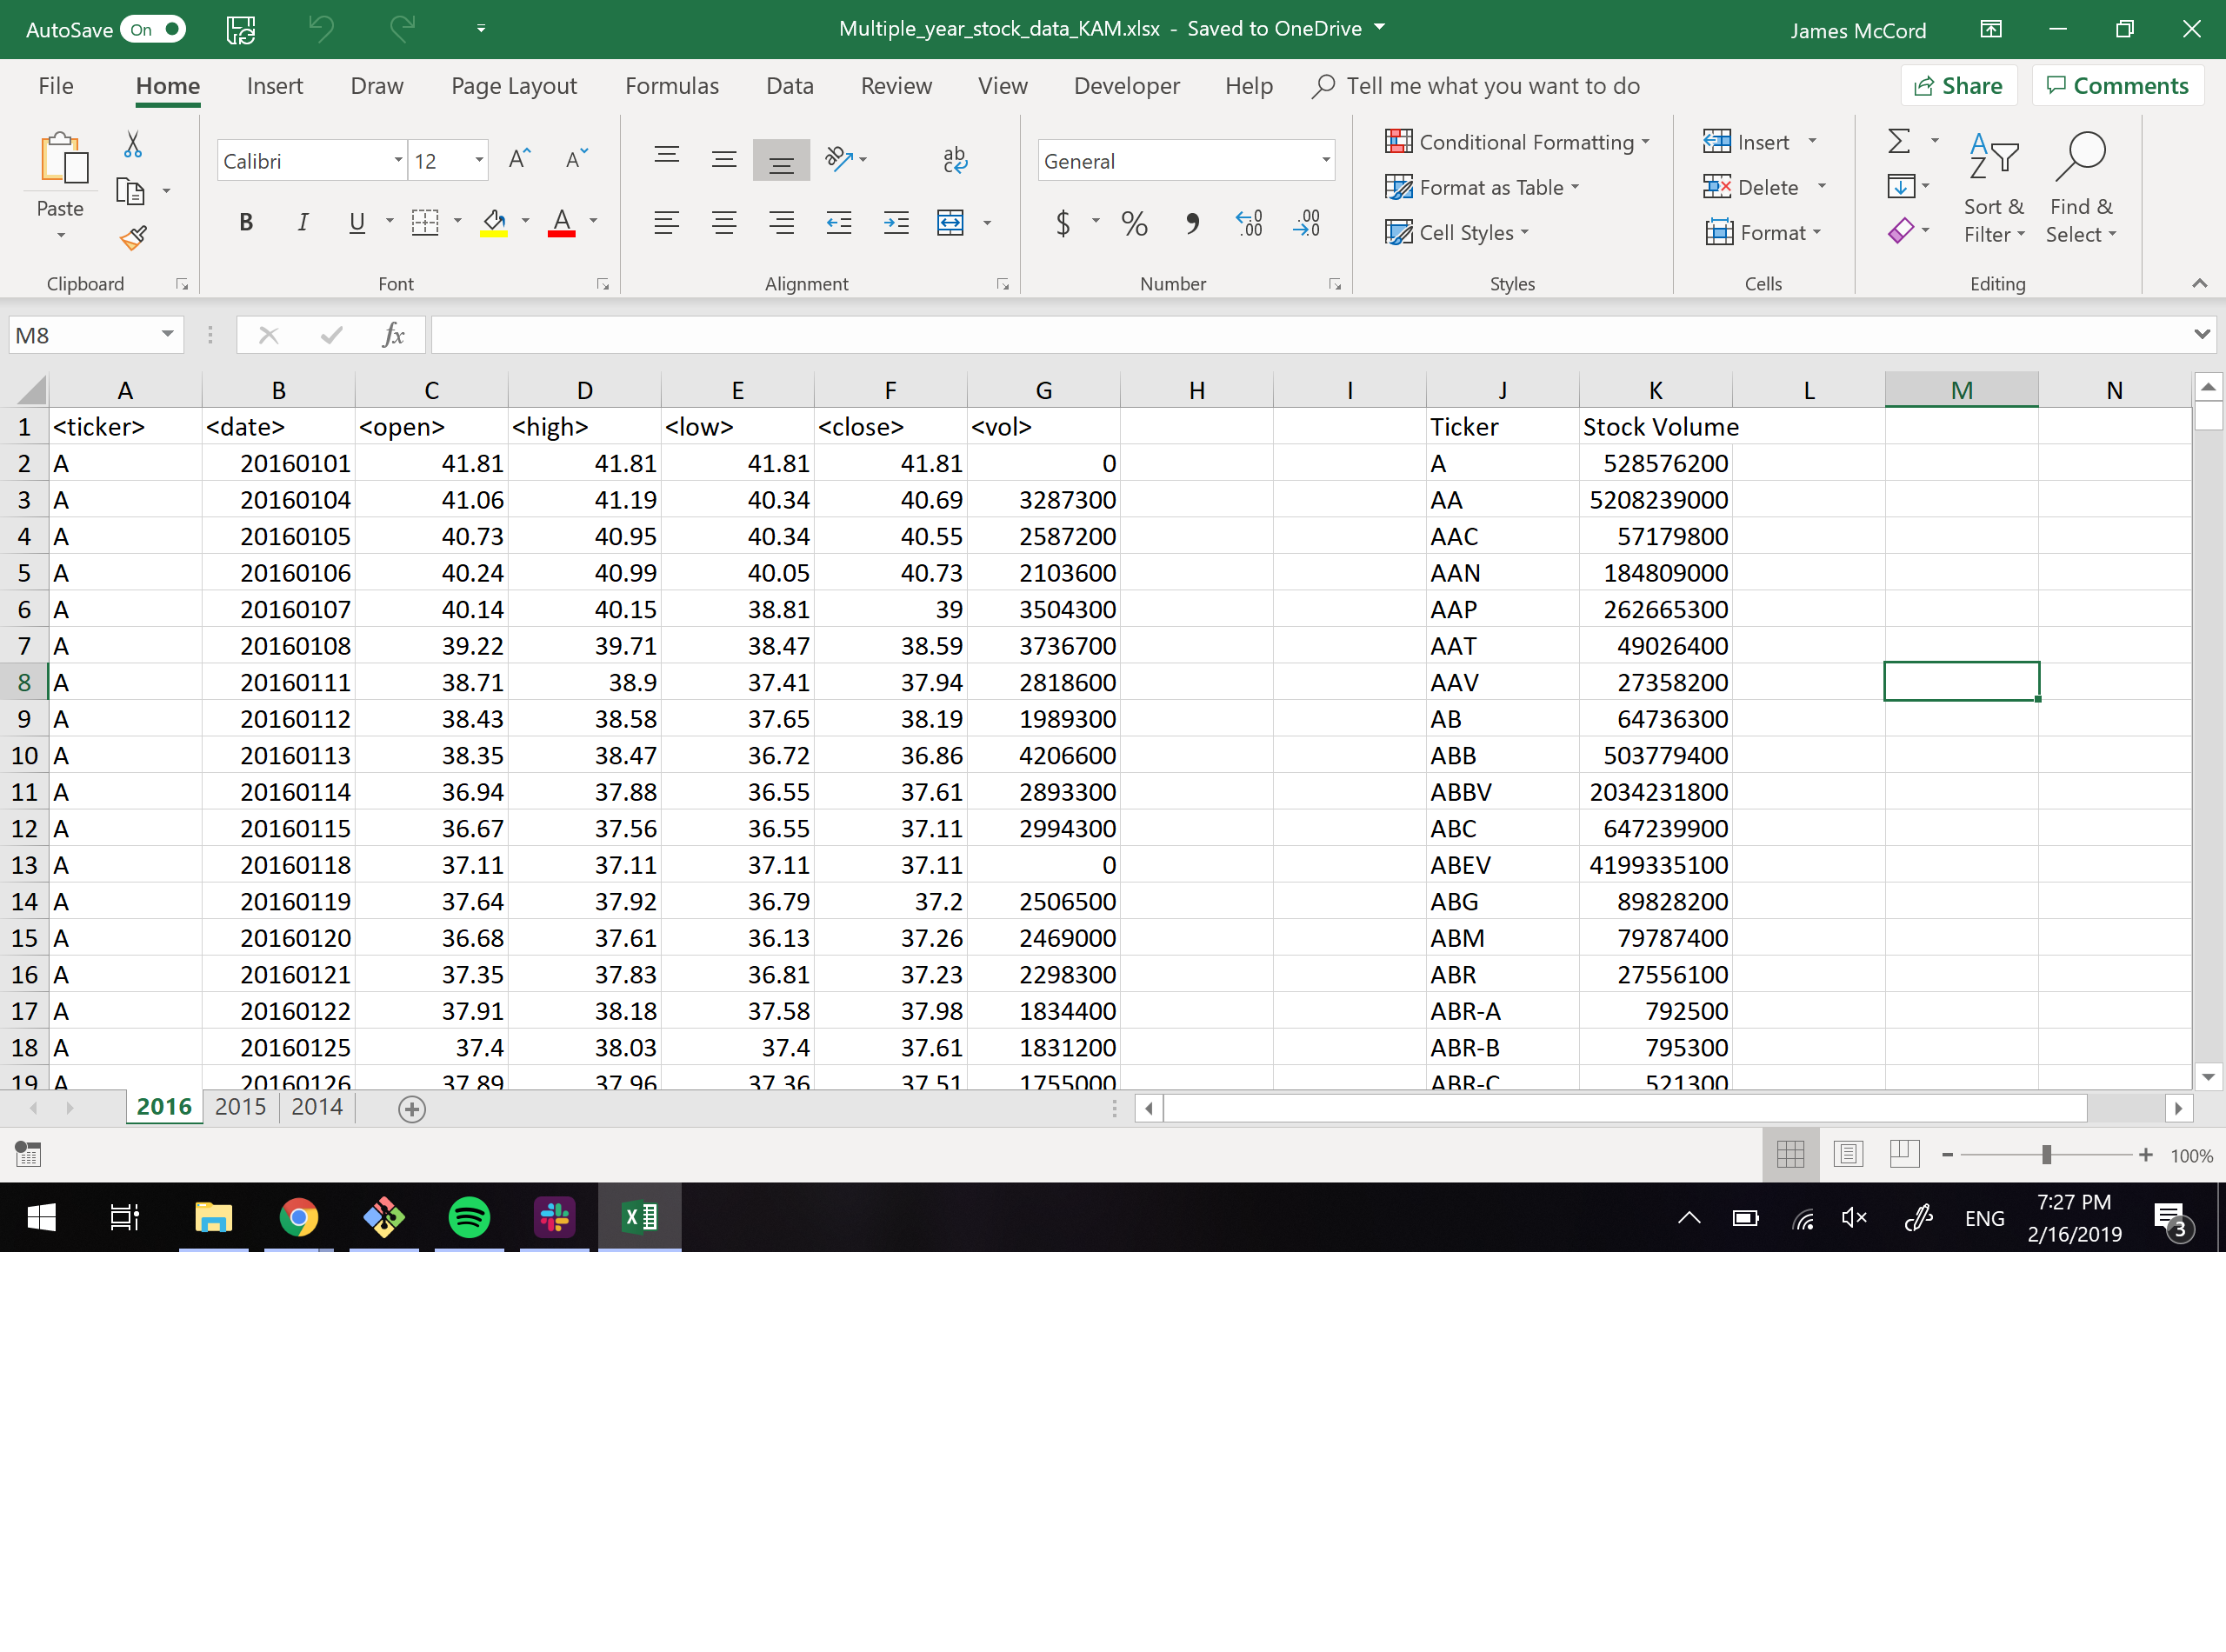 AutoSave On Multiple_year_stock_data_KAM.xlsx - Saved to OneDrive James McCord
File Home Insert Draw Page Layout Formulas Data Review View Developer Help Tell me what you want to do Share Comments
Paste Calibri 12 A A ab General Conditional Formatting Insert
B I U A $ % , .0 .00 .00 .0 Format as Table Delete Sort & Filter Find & Select
Cell Styles Format
Clipboard Font Alignment Number Styles Cells Editing
M8 fx
A B C D E F G H I J K L M N
1 <ticker> <date> <open> <high> <low> <close> <vol> Ticker Stock Volume
2 A 20160101 41.81 41.81 41.81 41.81 0 A 528576200
3 A 20160104 41.06 41.19 40.34 40.69 3287300 AA 5208239000
4 A 20160105 40.73 40.95 40.34 40.55 2587200 AAC 57179800
5 A 20160106 40.24 40.99 40.05 40.73 2103600 AAN 184809000
6 A 20160107 40.14 40.15 38.81 39 3504300 AAP 262665300
7 A 20160108 39.22 39.71 38.47 38.59 3736700 AAT 49026400
8 A 20160111 38.71 38.9 37.41 37.94 2818600 AAV 27358200
9 A 20160112 38.43 38.58 37.65 38.19 1989300 AB 64736300
10 A 20160113 38.35 38.47 36.72 36.86 4206600 ABB 503779400
11 A 20160114 36.94 37.88 36.55 37.61 2893300 ABBV 2034231800
12 A 20160115 36.67 37.56 36.55 37.11 2994300 ABC 647239900
13 A 20160118 37.11 37.11 37.11 37.11 0 ABEV 4199335100
14 A 20160119 37.64 37.92 36.79 37.2 2506500 ABG 89828200
15 A 20160120 36.68 37.61 36.13 37.26 2469000 ABM 79787400
16 A 20160121 37.35 37.83 36.81 37.23 2298300 ABR 27556100
17 A 20160122 37.91 38.18 37.58 37.98 1834400 ABR-A 792500
18 A 20160125 37.4 38.03 37.4 37.61 1831200 ABR-B 795300
19 A 20160126 37.89 37.96 37.36 37.51 1755000 ABR-C 521300
2016 2015 2014
100%
ENG 7:27 PM
2/16/2019 3